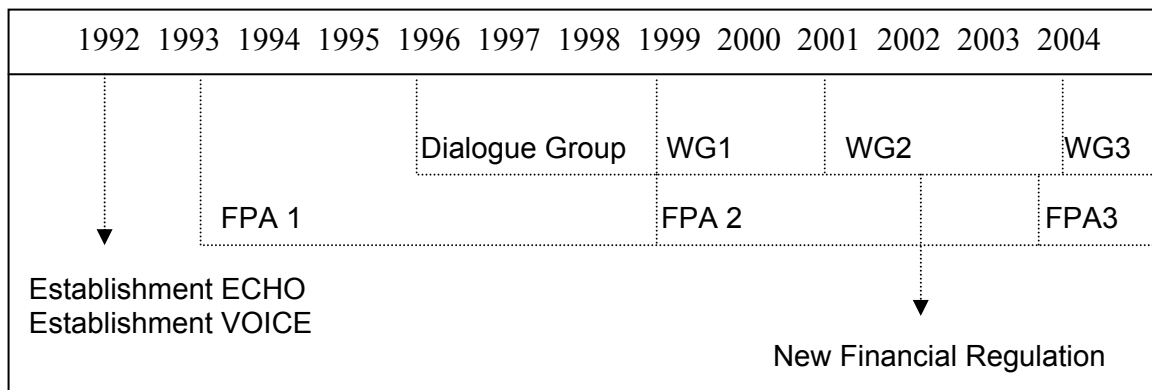 1992 1993 1994 1995 1996 1997 1998 1999 2000 2001 2002 2003 2004
Dialogue Group WG1 WG2 WG3
FPA 1 FPA 2 FPA3
Establishment ECHO
Establishment VOICE
New Financial Regulation